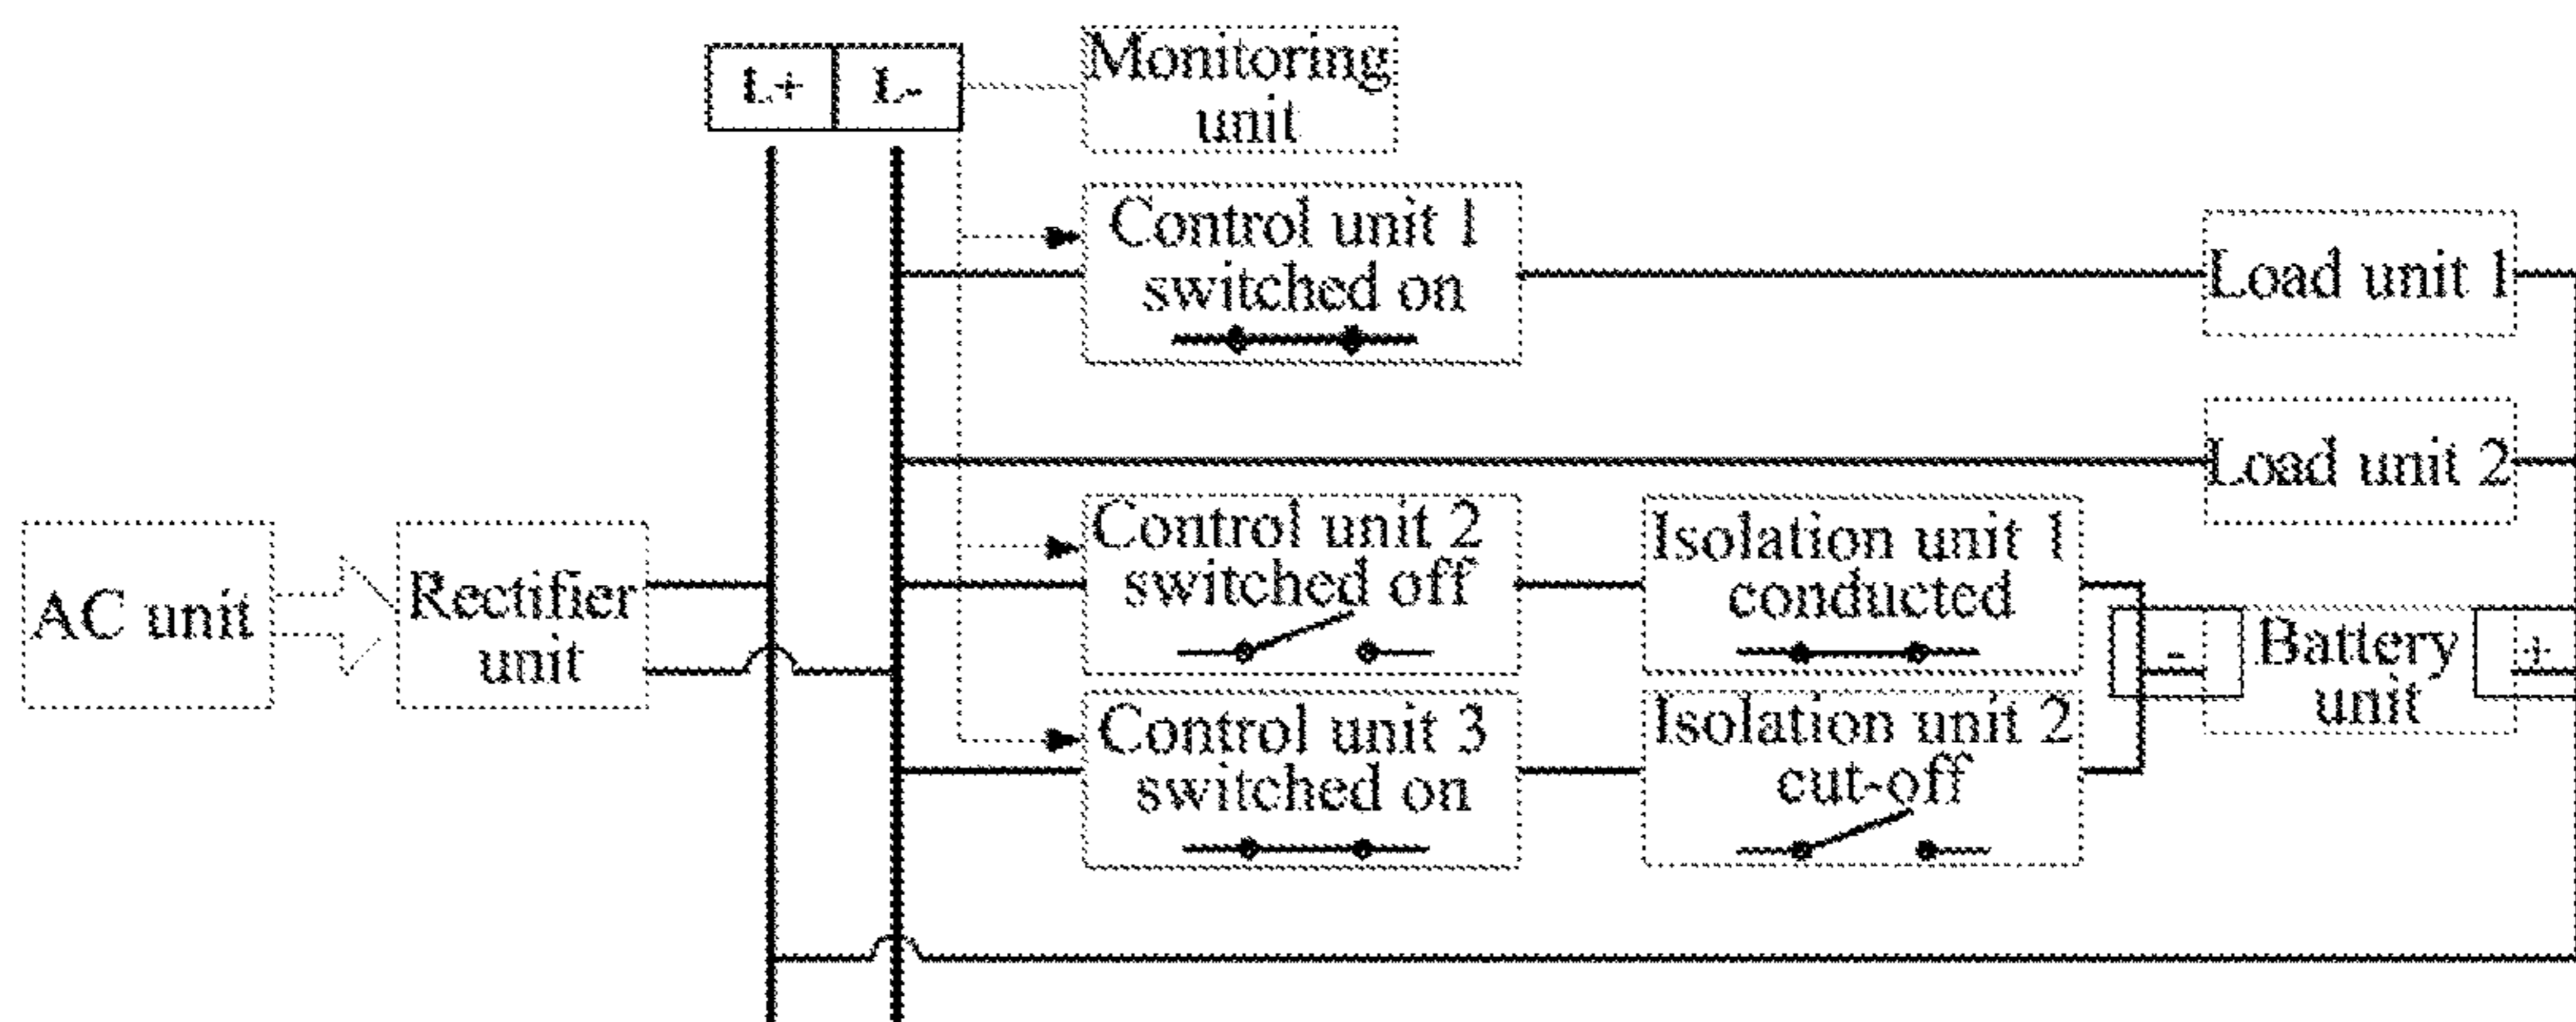 L+ L-
Monitoring
unit
Control unit 1
switched on
Load unit 1
Load unit 2
Control unit 2
switched off
Isolation unit 1
conducted
AC unit
Rectifier
unit
-
Battery
unit
+
Control unit 3
switched on
Isolation unit 2
cut-off